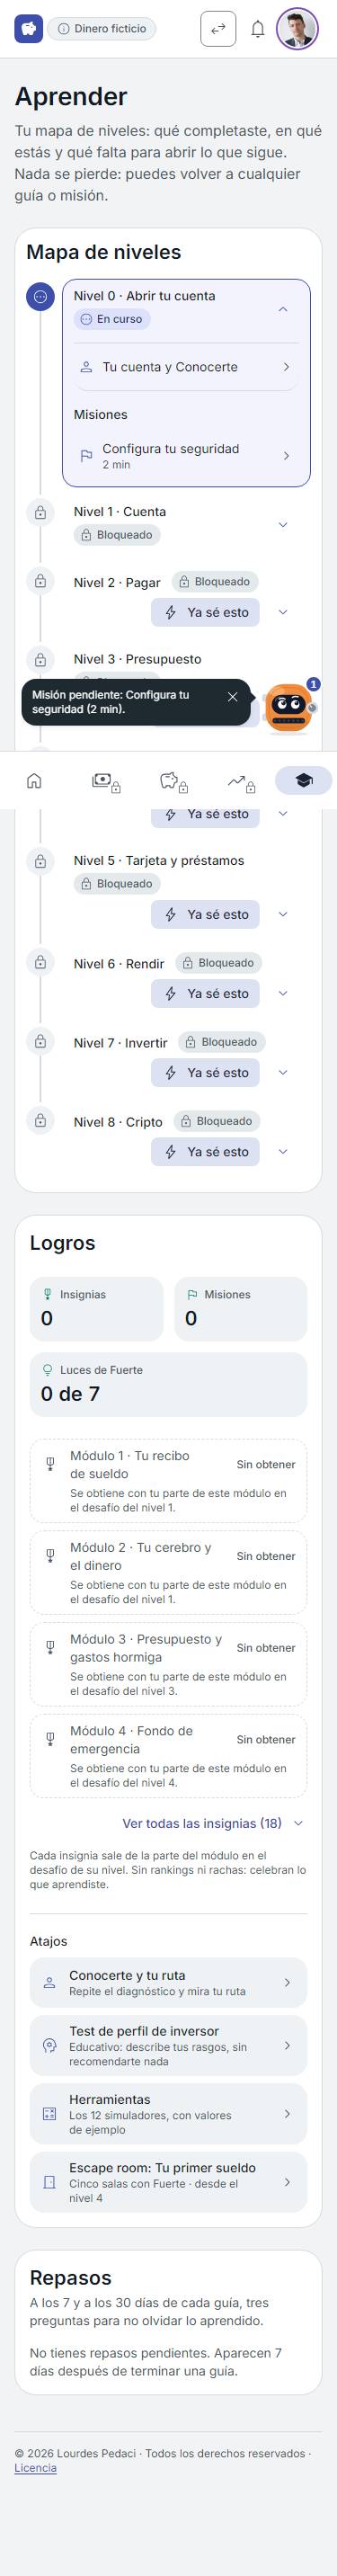 Dinero ficticio
Aprender
Tu mapa de niveles: qué completaste, en qué
estás y qué falta para abrir lo que sigue.
Nada se pierde: puedes volver a cualquier
guía o misión.
Mapa de niveles
Nivel 0 · Abrir tu cuenta
En curso
Tu cuenta y Conocerte
Misiones
Configura tu seguridad
2 min
Nivel 1 · Cuenta
Bloqueado
Nivel 2 · Pagar
Bloqueado
Ya sé esto
Nivel 3 · Presupuesto
Misión pendiente: Configura tu
seguridad (2 min).
1
Ya sé esto
Nivel 5 · Tarjeta y préstamos
Bloqueado
Ya sé esto
Nivel 6 · Rendir
Bloqueado
Ya sé esto
Nivel 7 · Invertir
Bloqueado
Ya sé esto
Nivel 8 · Cripto
Bloqueado
Ya sé esto
Logros
Insignias
0
Misiones
0
Luces de Fuerte
0 de 7
Módulo 1 · Tu recibo
de sueldo
Sin obtener
Se obtiene con tu parte de este módulo en
el desafío del nivel 1.
Módulo 2 · Tu cerebro y
el dinero
Sin obtener
Se obtiene con tu parte de este módulo en
el desafío del nivel 1.
Módulo 3 · Presupuesto y
gastos hormiga
Sin obtener
Se obtiene con tu parte de este módulo en
el desafío del nivel 3.
Módulo 4 · Fondo de
emergencia
Sin obtener
Se obtiene con tu parte de este módulo en
el desafío del nivel 4.
Ver todas las insignias (18)
Cada insignia sale de la parte del módulo en el
desafío de su nivel. Sin rankings ni rachas: celebran lo
que aprendiste.
Atajos
Conocerte y tu ruta
Repite el diagnóstico y mira tu ruta
Test de perfil de inversor
Educativo: describe tus rasgos, sin
recomendarte nada
Herramientas
Los 12 simuladores, con valores
de ejemplo
Escape room: Tu primer sueldo
Cinco salas con Fuerte · desde el
nivel 4
Repasos
A los 7 y a los 30 días de cada guía, tres
preguntas para no olvidar lo aprendido.
No tienes repasos pendientes. Aparecen 7
días después de terminar una guía.
© 2026 Lourdes Pedaci · Todos los derechos reservados ·
Licencia